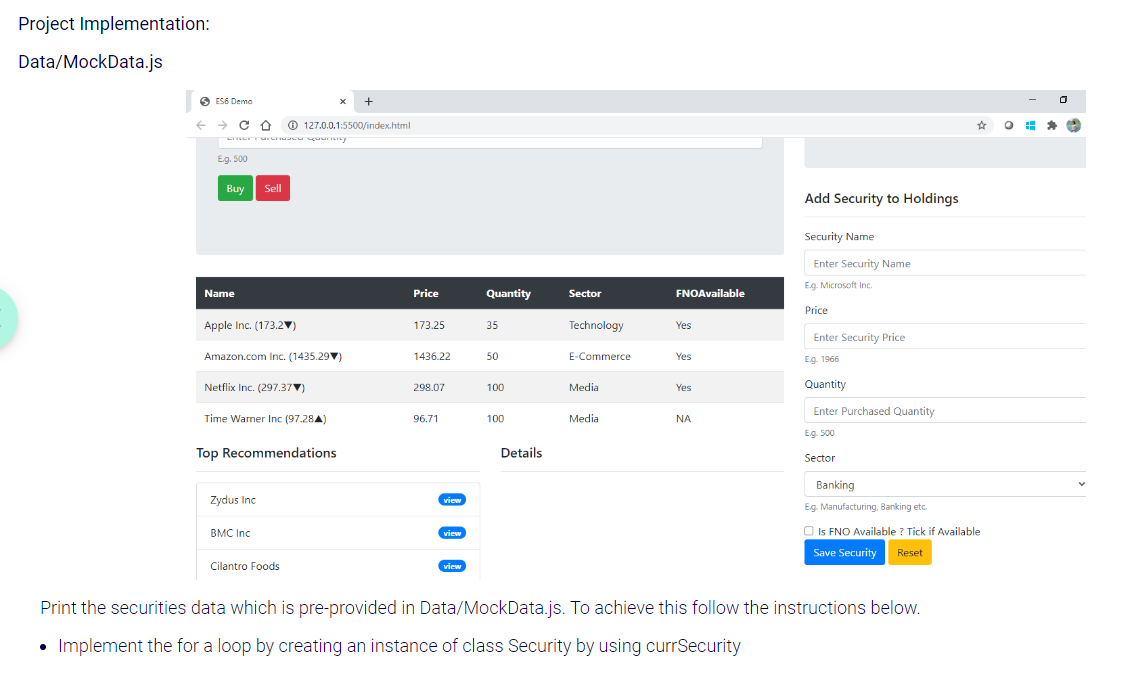 Project Implementation:
Data/MockData.js
ES6 Demo
127.0.0.1:5500/index.html
Enter Purchased Quantity
E.g. 500
Buy Sell
Name Price Quantity Sector FNOAvailable
Apple Inc. (173.2▼) 173.25 35 Technology Yes
Amazon.com Inc. (1435.29▼) 1436.22 50 E-Commerce Yes
Netflix Inc. (297.37▼) 298.07 100 Media Yes
Time Warner Inc (97.28▲) 96.71 100 Media NA
Top Recommendations
Zydus Inc view
BMC Inc view
Cilantro Foods view
Details
Add Security to Holdings
Security Name
Enter Security Name
E.g. Microsoft Inc.
Price
Enter Security Price
E.g. 1966
Quantity
Enter Purchased Quantity
E.g. 500
Sector
Banking
E.g. Manufacturing, Banking etc.
Is FNO Available ? Tick if Available
Save Security Reset
Print the securities data which is pre-provided in Data/MockData.js. To achieve this follow the instructions below.
• Implement the for a loop by creating an instance of class Security by using currSecurity